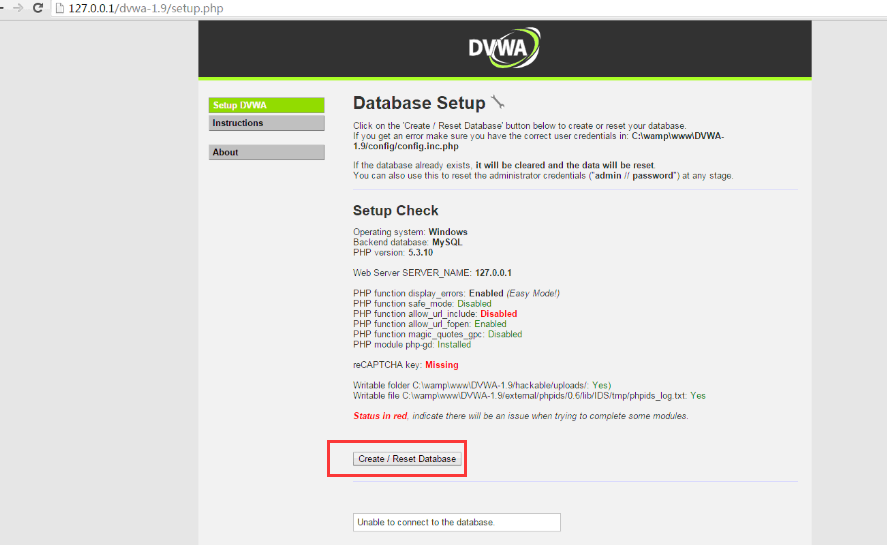 127.0.0.1/dvwa-1.9/setup.php
DVWA
Setup DVWA
Instructions
About
Database Setup
Click on the 'Create / Reset Database' button below to create or reset your database.
If you get an error make sure you have the correct user credentials in: C:\wamp\www\DVWA-
1.9/config/config.inc.php
If the database already exists, it will be cleared and the data will be reset.
You can also use this to reset the administrator credentials ("admin // password") at any stage.
Setup Check
Operating system: Windows
Backend database: MySQL
PHP version: 5.3.10
Web Server SERVER_NAME: 127.0.0.1
PHP function display_errors: Enabled (Easy Mode!)
PHP function safe_mode: Disabled
PHP function allow_url_include: Disabled
PHP function allow_url_fopen: Enabled
PHP function magic_quotes_gpc: Disabled
PHP module php-gd: Installed
reCAPTCHA key: Missing
Writable folder C:\wamp\www\DVWA-1.9/hackable/uploads/: Yes)
Writable file C:\wamp\www\DVWA-1.9/external/phpids/0.6/lib/IDS/tmp/phpids_log.txt: Yes
Status in red, indicate there will be an issue when trying to complete some modules.
Create / Reset Database
Unable to connect to the database.